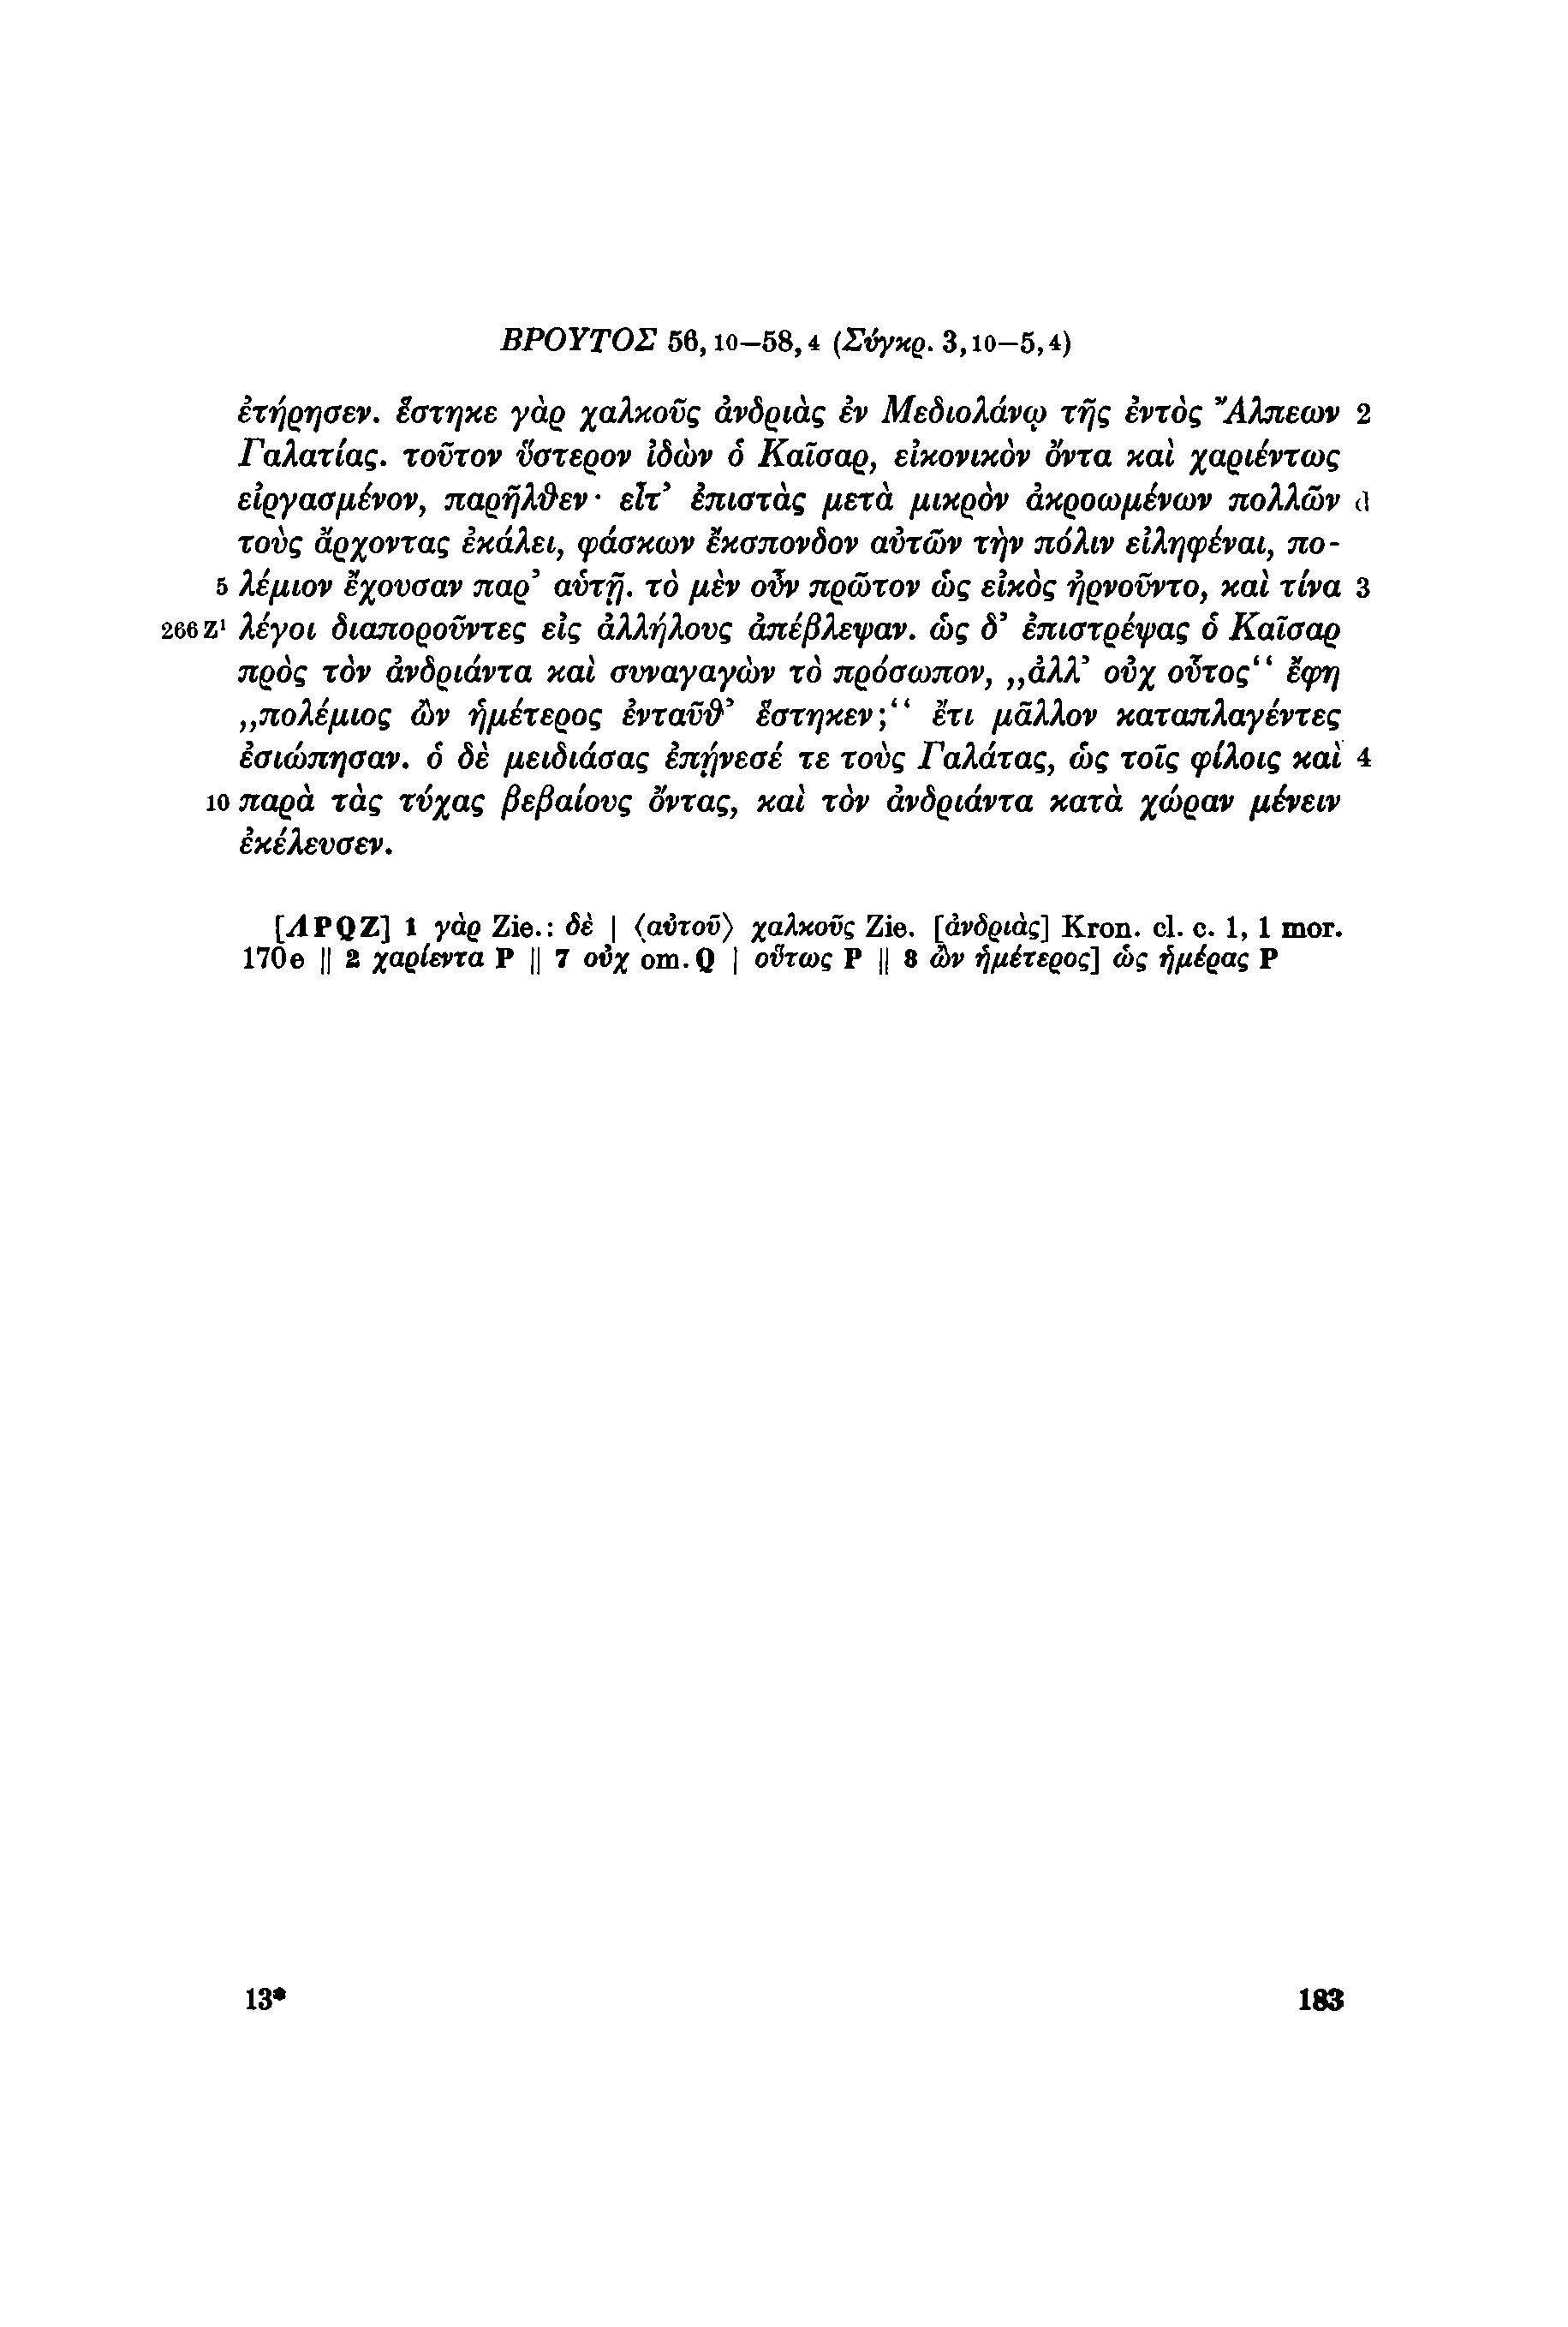 ΒΡΟΥΤΟΣ 56,10–58,4 (Σύγκρ. 3,10–5,4)
ἐτήρησεν. ἕστηκε γὰρ χαλκοῦς ἀνδριὰς ἐν Μεδιολάνῳ τῆς ἐντὸς Ἄλπεων 2
Γαλατίας. τοῦτον ὕστερον ἰδὼν ὁ Καῖσαρ, εἰκονικὸν ὄντα καὶ χαριέντως
εἰργασμένον, παρῆλθεν· εἶτ’ ἐπιστὰς μετὰ μικρὸν ἀκροωμένων πολλῶν d
τοὺς ἄρχοντας ἐκάλει, φάσκων ἔκσπονδον αὐτῶν τὴν πόλιν εἰληφέναι, πο-
5 λέμιον ἔχουσαν παρ’ αὑτῇ. τὸ μὲν οὖν πρῶτον ὡς εἰκὸς ἠρνοῦντο, καὶ τίνα 3
266 Z¹ λέγοι διαποροῦντες εἰς ἀλλήλους ἀπέβλεψαν. ὡς δ’ ἐπιστρέψας ὁ Καῖσαρ
πρὸς τὸν ἀνδριάντα καὶ συναγαγὼν τὸ πρόσωπον, „ἀλλ’ οὐχ οὗτος“ ἔφη
„πολέμιος ὢν ἡμέτερος ἐνταῦθ’ ἕστηκεν;“ ἔτι μᾶλλον καταπλαγέντες
ἐσιώπησαν. ὁ δὲ μειδιάσας ἐπῄνεσέ τε τοὺς Γαλάτας, ὡς τοῖς φίλοις καὶ 4
10 παρὰ τὰς τύχας βεβαίους ὄντας, καὶ τὸν ἀνδριάντα κατὰ χώραν μένειν
ἐκέλευσεν.
[ΛPQZ] 1 γὰρ Zie.: δὲ | ⟨αὐτοῦ⟩ χαλκοῦς Zie. [ἀνδριὰς] Kron. cl. c. 1, 1 mor.
170e || 2 χαρίεντα P || 7 οὐχ om. Q | οὕτως P || 8 ὢν ἡμέτερος] ὡς ἡμέρας P
13* 183